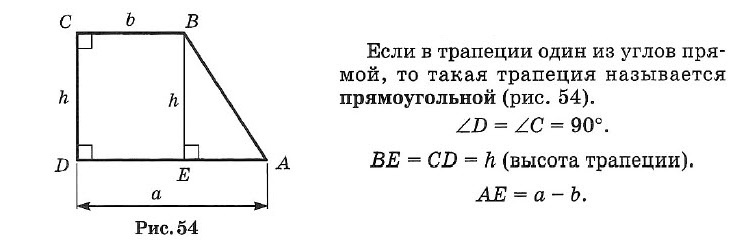 C b B
h h
D E A
a
Рис. 54
Если в трапеции один из углов пря-
мой, то такая трапеция называется
прямоугольной (рис. 54).
∠D = ∠C = 90°.
BE = CD = h (высота трапеции).
AE = a − b.